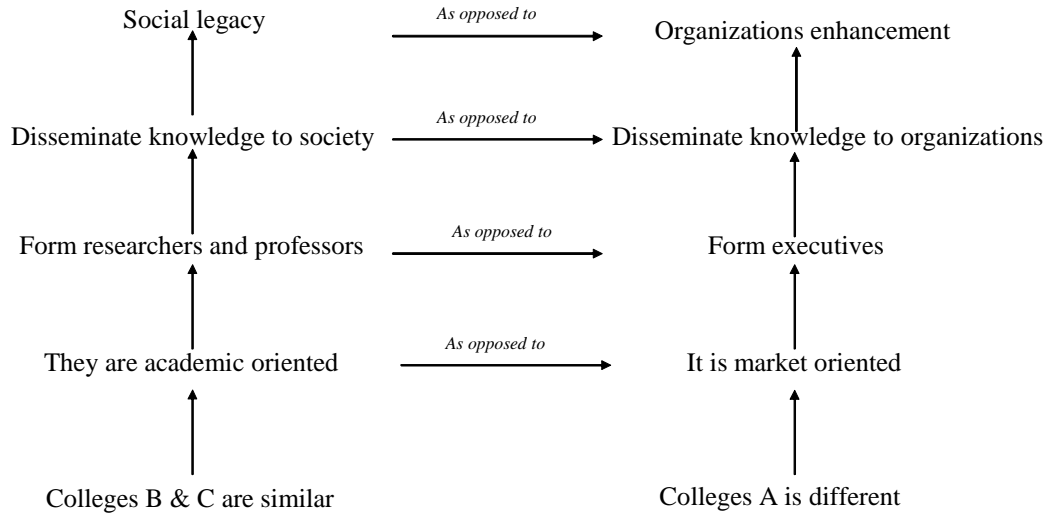 Social legacy
As opposed to
Organizations enhancement
Disseminate knowledge to society
As opposed to
Disseminate knowledge to organizations
Form researchers and professors
As opposed to
Form executives
They are academic oriented
As opposed to
It is market oriented
Colleges B & C are similar
Colleges A is different